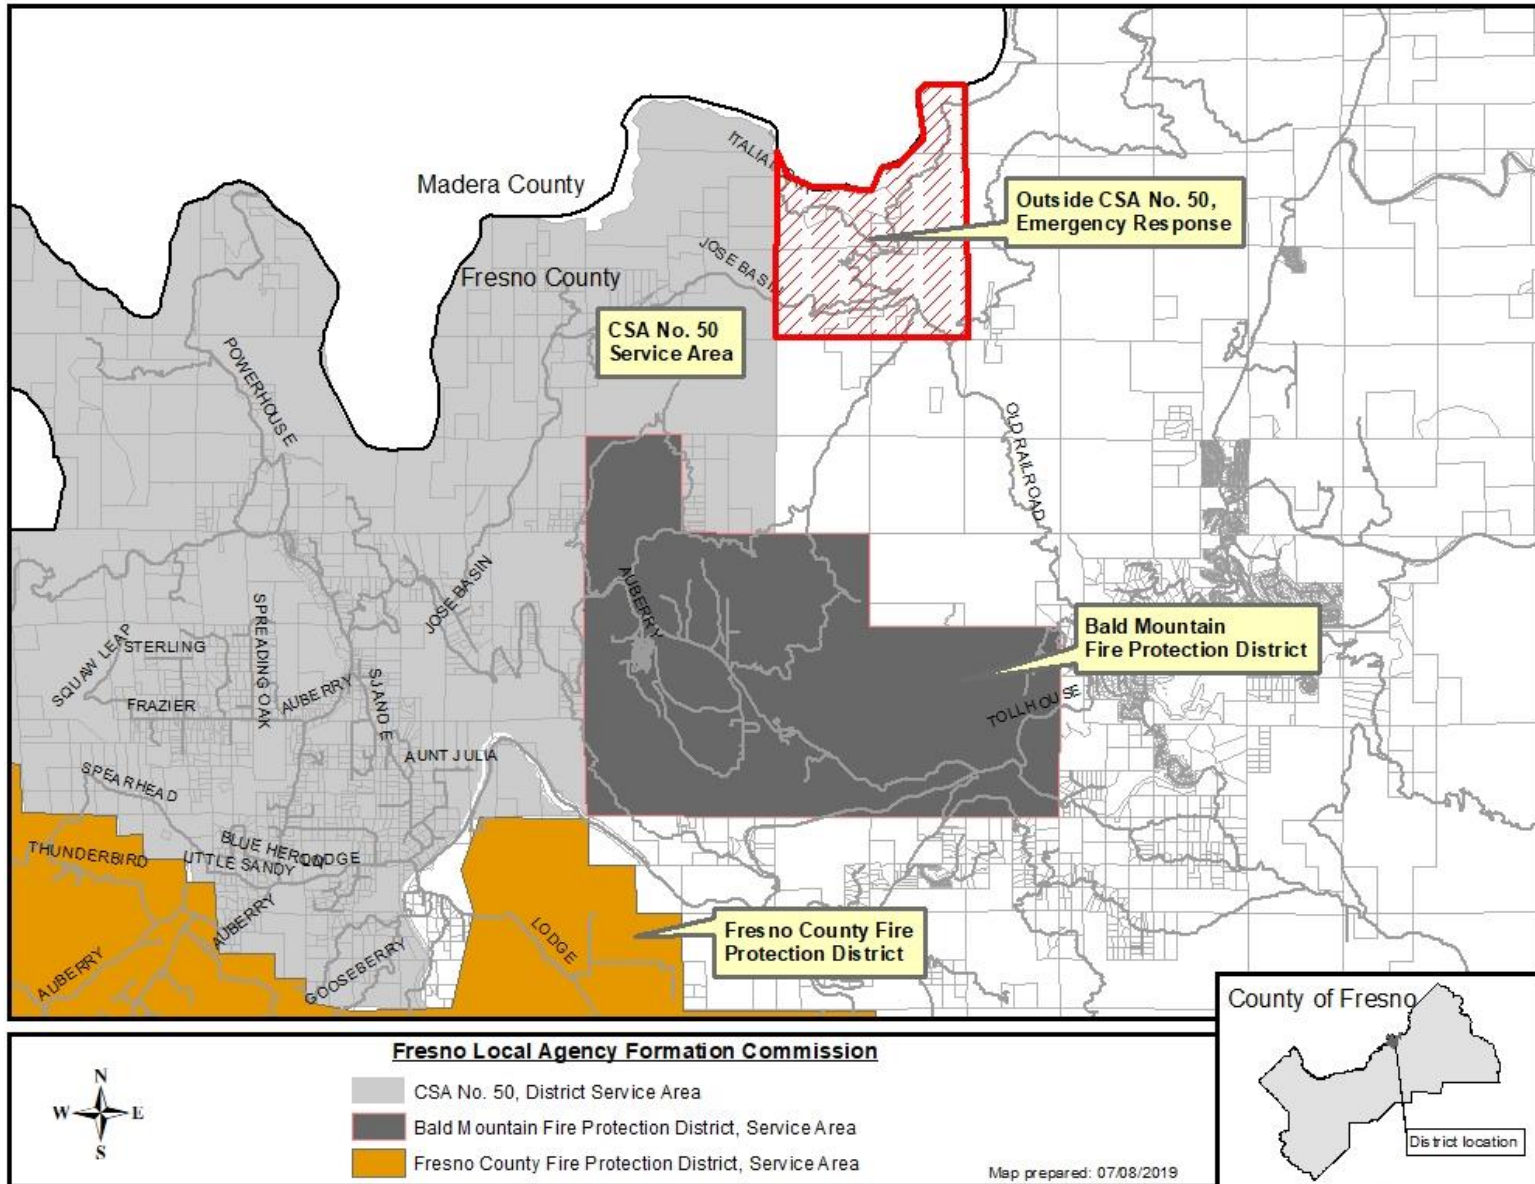 Madera County
ITALIAN
Outside CSA No. 50,
Emergency Response
JOSE BASIN
Fresno County
CSA No. 50
Service Area
POWERHOUSE
OLD RAILROAD
AUBERRY
JOSE BASIN
SPREADING OAK
SQUAW LEAP
STERLING
Bald Mountain
Fire Protection District
AUBERRY
SJ AND E
FRAZIER
TOLLHOUSE
AUNT JULIA
SPEARHEAD
BLUE HERON
THUNDERBIRD
LITTLE SANDY
LODGE
AUBERRY
LODGE
Fresno County Fire
Protection District
GOOSEBERRY
AUBERRY
County of Fresno
District location
Fresno Local Agency Formation Commission
N
W
E
S
CSA No. 50, District Service Area
Bald Mountain Fire Protection District, Service Area
Fresno County Fire Protection District, Service Area
Map prepared: 07/08/2019